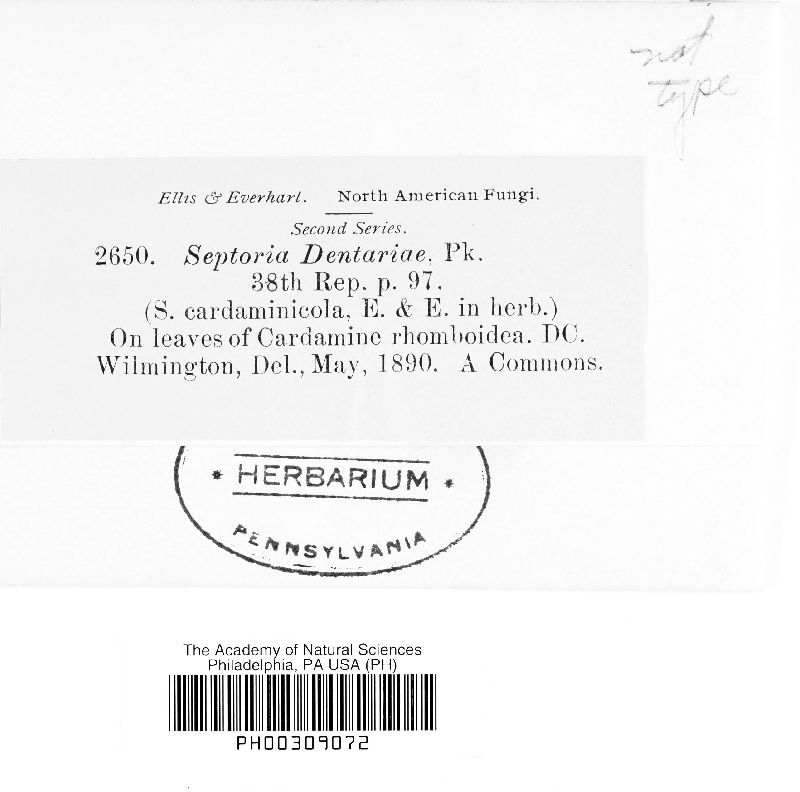 not
type
Ellis & Everhart. North American Fungi.
Second Series.
2650. Septoria Dentariae, Pk.
38th Rep. p. 97.
(S. cardaminicola, E. & E. in herb.)
On leaves of Cardamine rhomboidea. DC.
Wilmington, Del., May, 1890. A Commons.
* HERBARIUM *
PENNSYLVANIA
The Academy of Natural Sciences
Philadelphia, PA USA (PH)
PH00309072